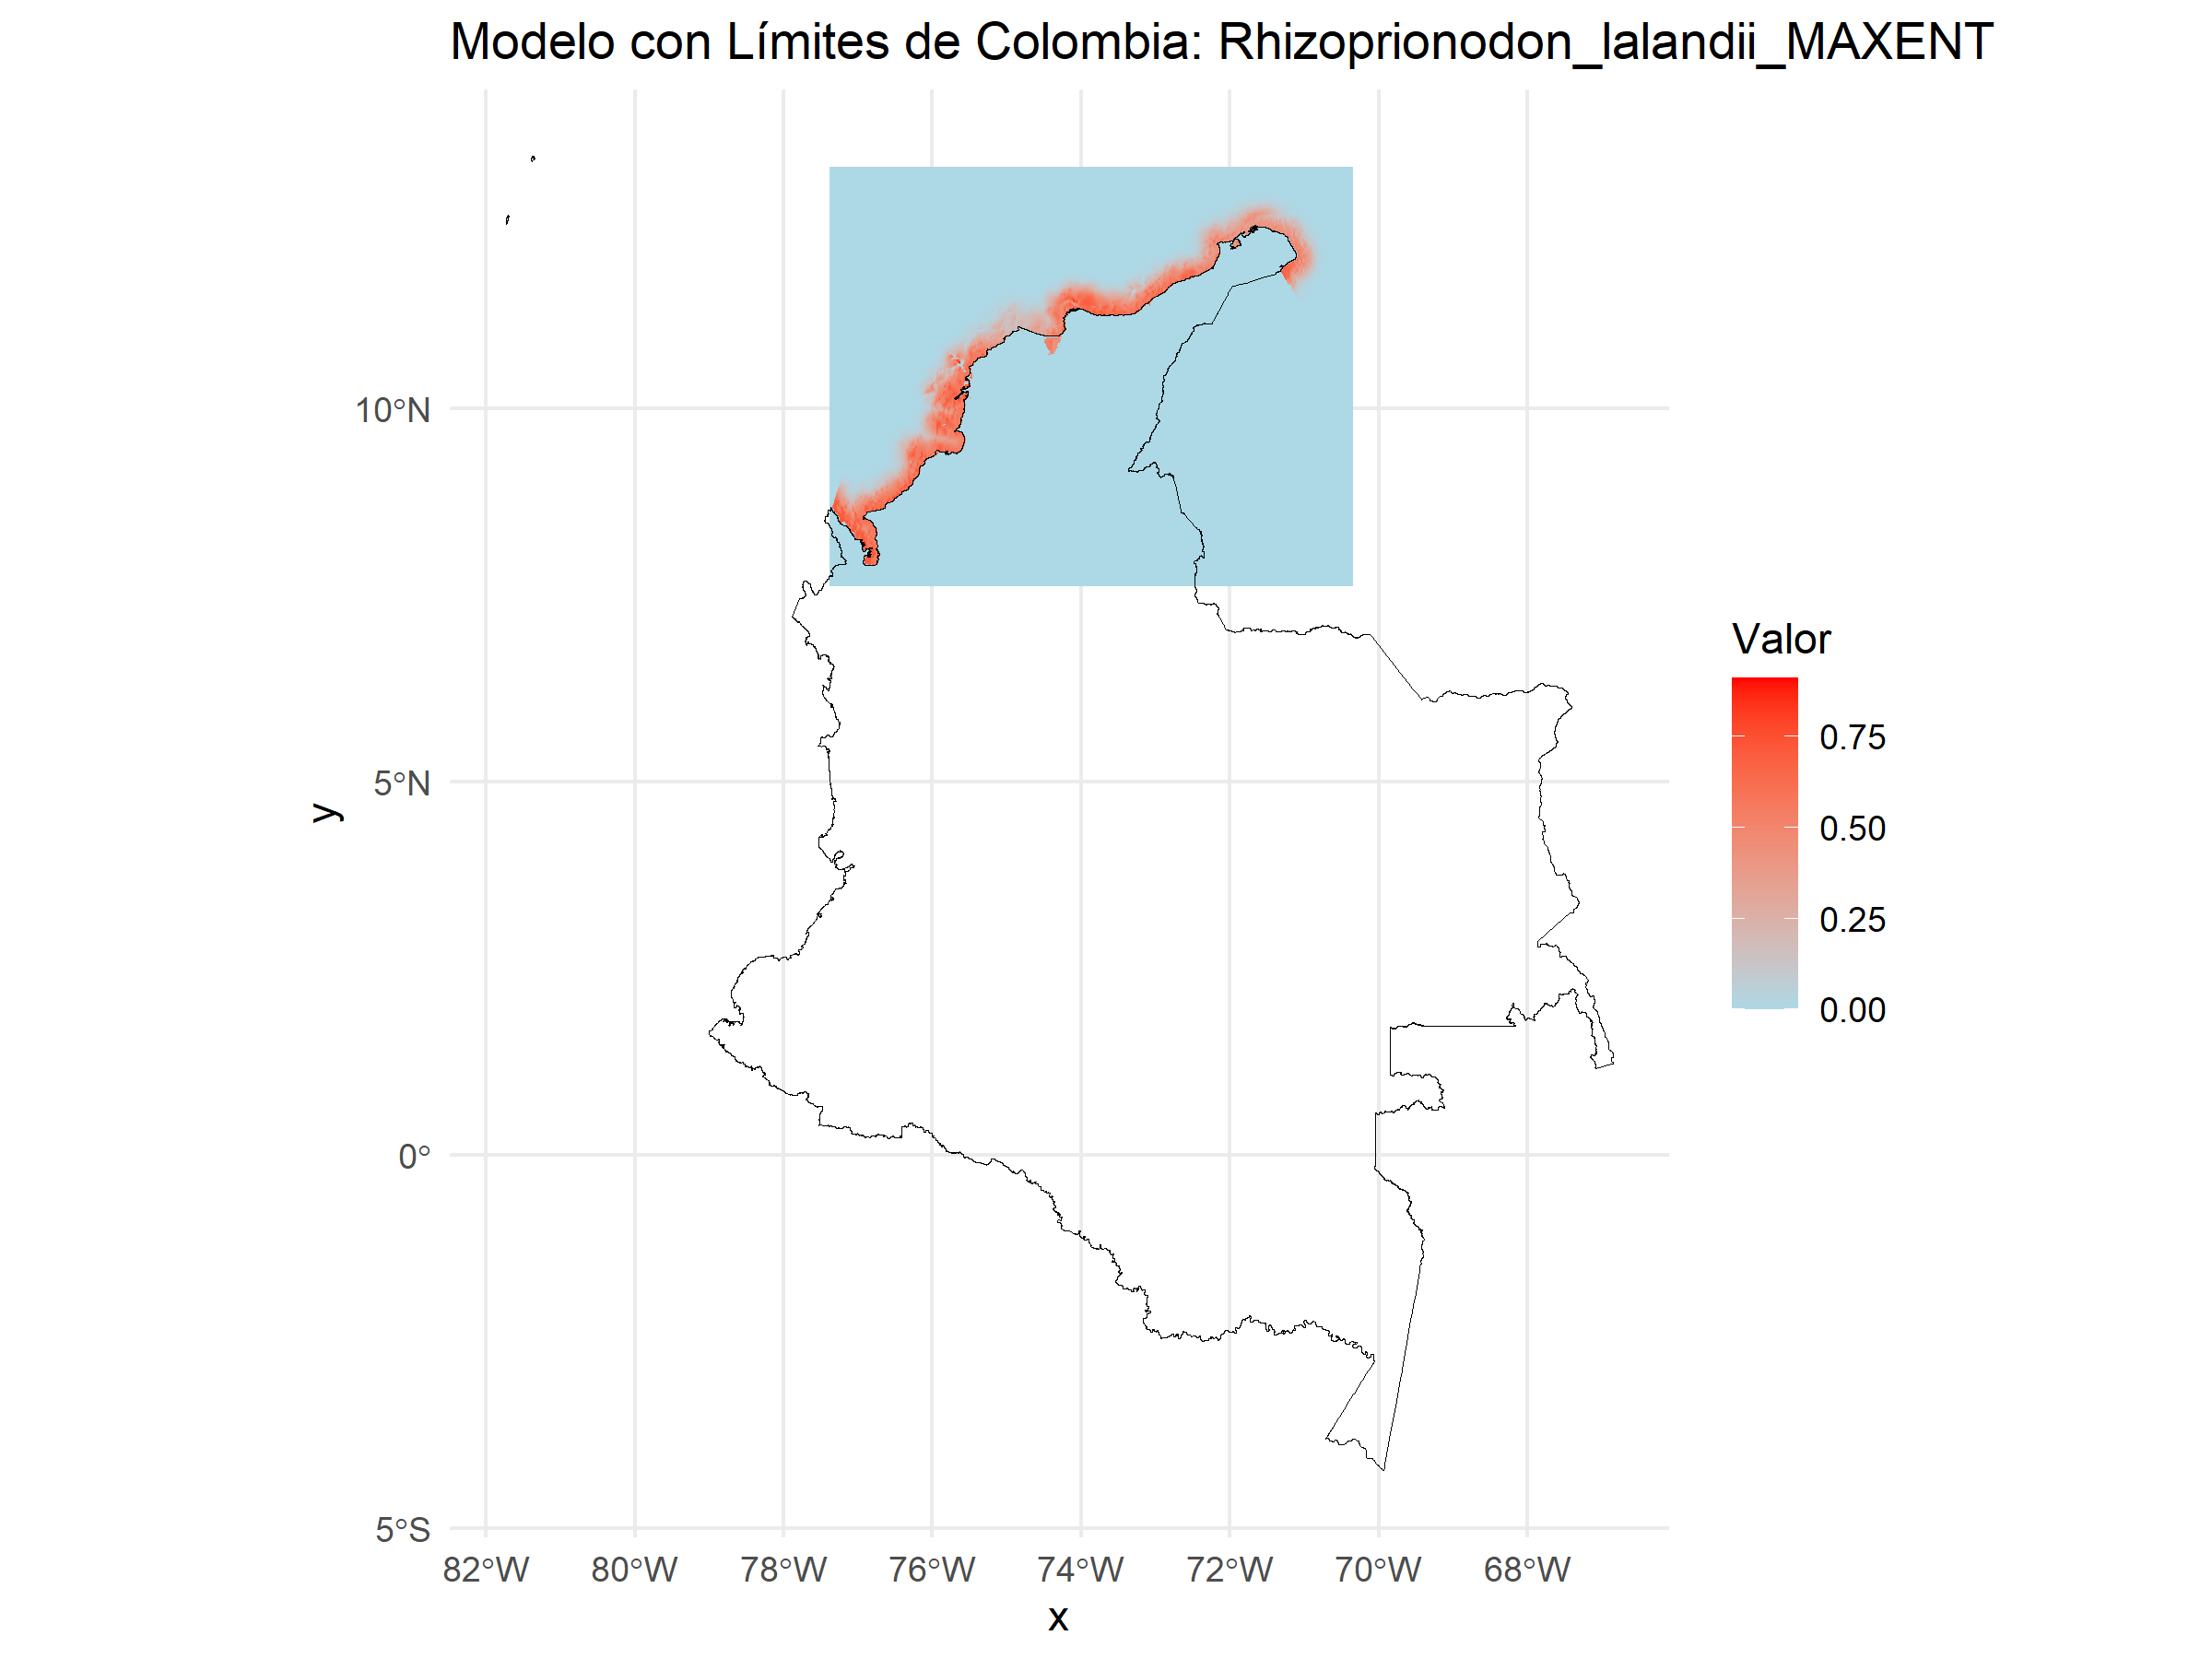 Modelo con Límites de Colombia: Rhizoprionodon_lalandii_MAXENT
10°N
5°N
0°
5°S
y
82°W 80°W 78°W 76°W 74°W 72°W 70°W 68°W
x
Valor
0.75
0.50
0.25
0.00